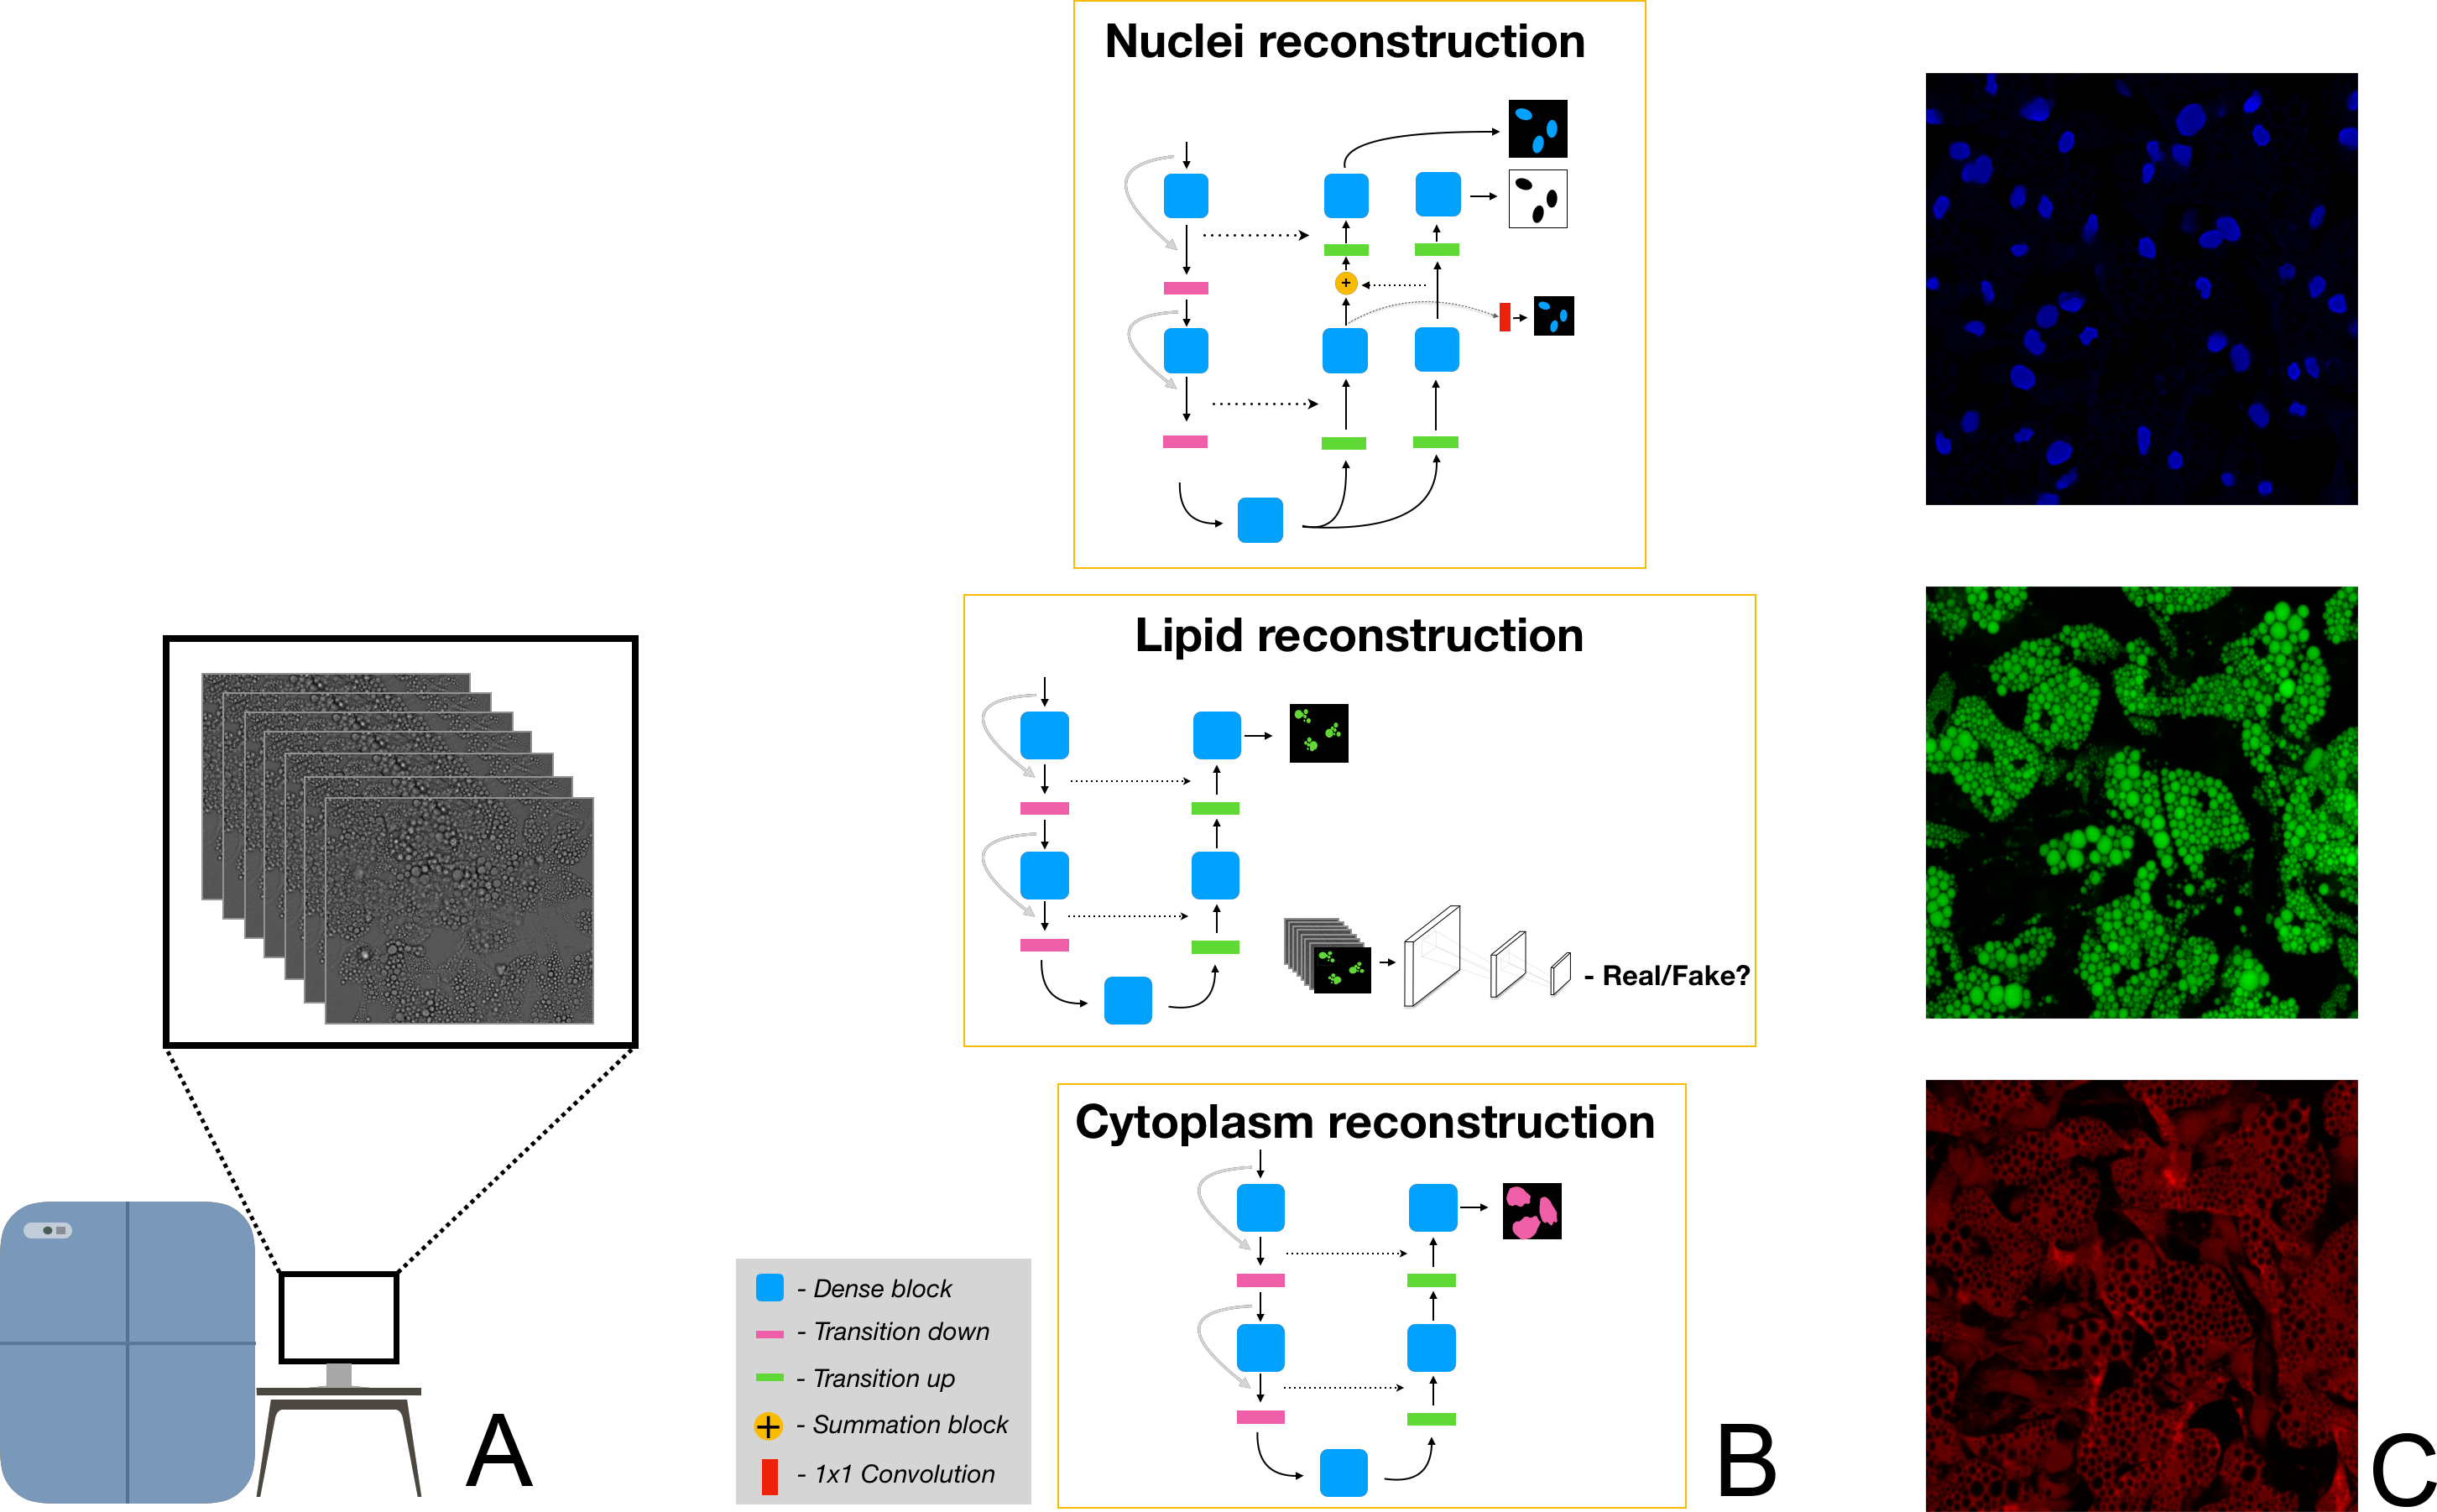 Nuclei reconstruction
+
Lipid reconstruction
- Real/Fake?
Cytoplasm reconstruction
- Dense block
- Transition down
- Transition up
+ - Summation block
- 1x1 Convolution
A
B
C